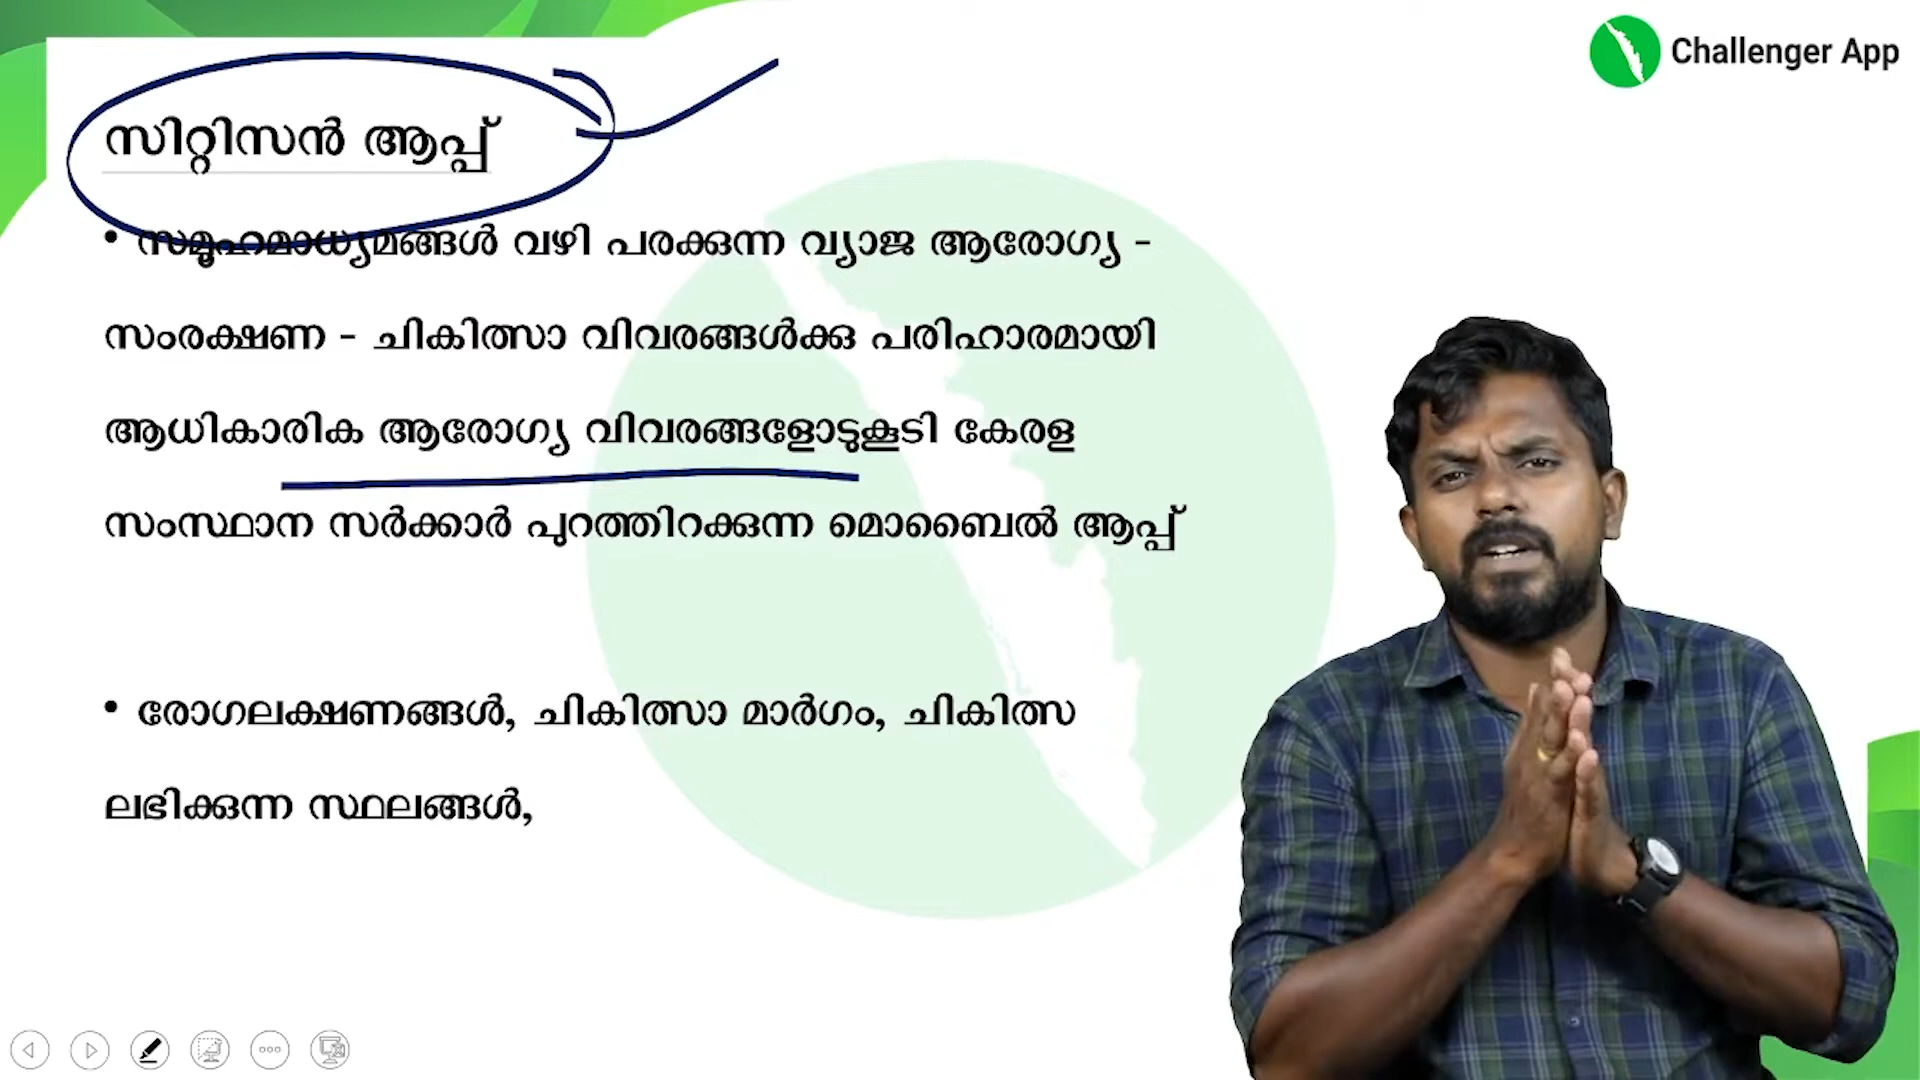 Challenger App
സിറ്റിസൻ ആപ്പ്
• സമൂഹമാധ്യമങ്ങൾ വഴി പരക്കുന്ന വ്യാജ ആരോഗ്യ -
സംരക്ഷണ - ചികിത്സാ വിവരങ്ങൾക്കു പരിഹാരമായി
ആധികാരിക ആരോഗ്യ വിവരങ്ങളോടുകൂടി കേരള
സംസ്ഥാന സർക്കാർ പുറത്തിറക്കുന്ന മൊബൈൽ ആപ്പ്
• രോഗലക്ഷണങ്ങൾ, ചികിത്സാ മാർഗം, ചികിത്സ
ലഭിക്കുന്ന സ്ഥലങ്ങൾ,